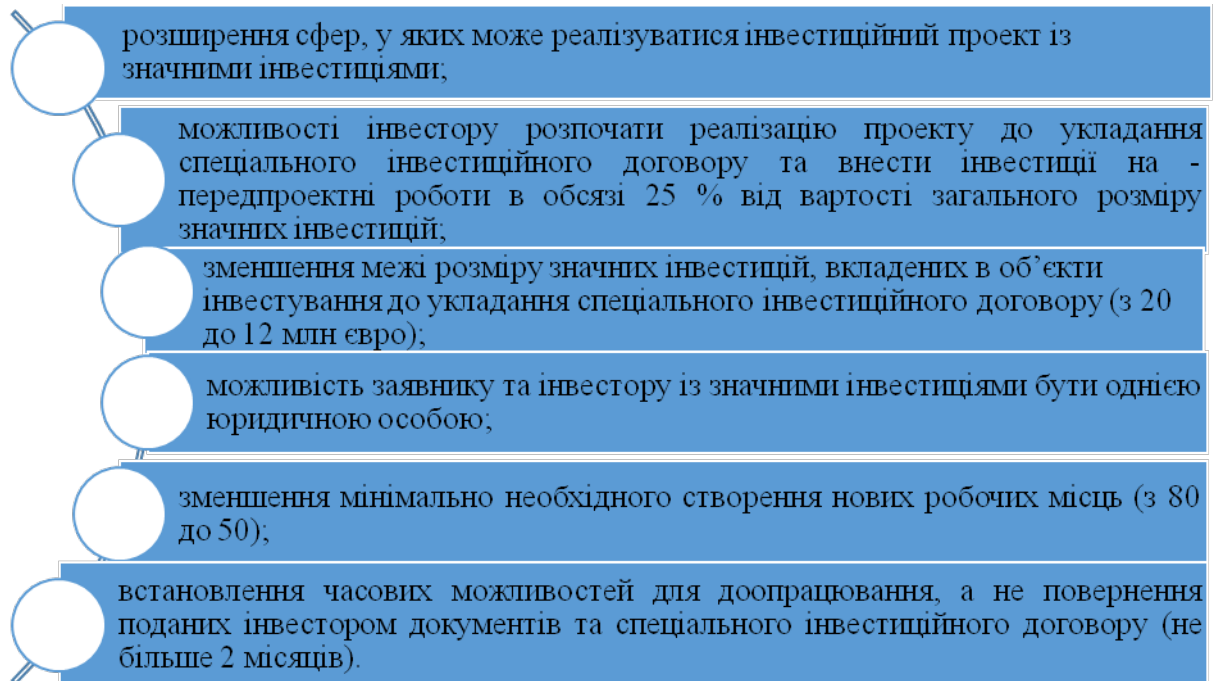 розширення сфер, у яких може реалізуватися інвестиційний проект із
значними інвестиціями;
можливості інвестору розпочати реалізацію проекту до укладання
спеціального інвестиційного договору та внести інвестиції на -
передпроектні роботи в обсязі 25 % від вартості загального розміру
значних інвестицій;
зменшення межі розміру значних інвестицій, вкладених в об’єкти
інвестування до укладання спеціального інвестиційного договору (з 20
до 12 млн євро);
можливість заявнику та інвестору із значними інвестиціями бути однією
юридичною особою;
зменшення мінімально необхідного створення нових робочих місць (з 80
до 50);
встановлення часових можливостей для доопрацювання, а не повернення
поданих інвестором документів та спеціального інвестиційного договору (не
більше 2 місяців).